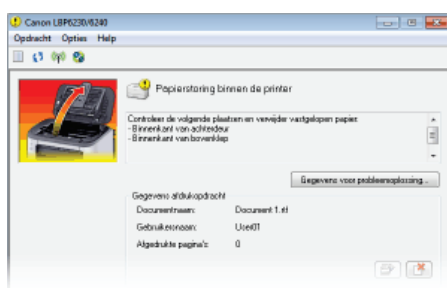 Canon LBP6230/6240
Opdracht Opties Help
Papierstoring binnen de printer
Controleer de volgende plaatsen en verwijder vastgelopen papier.
- Binnenkant van achterdeur
- Binnenkant van bovenklep
Gegevens voor probleemoplossing...
Gegevens afdrukopdracht
Documentnaam: Document 1.rtf
Gebruikersnaam: User01
Afgedrukte pagina's: 0